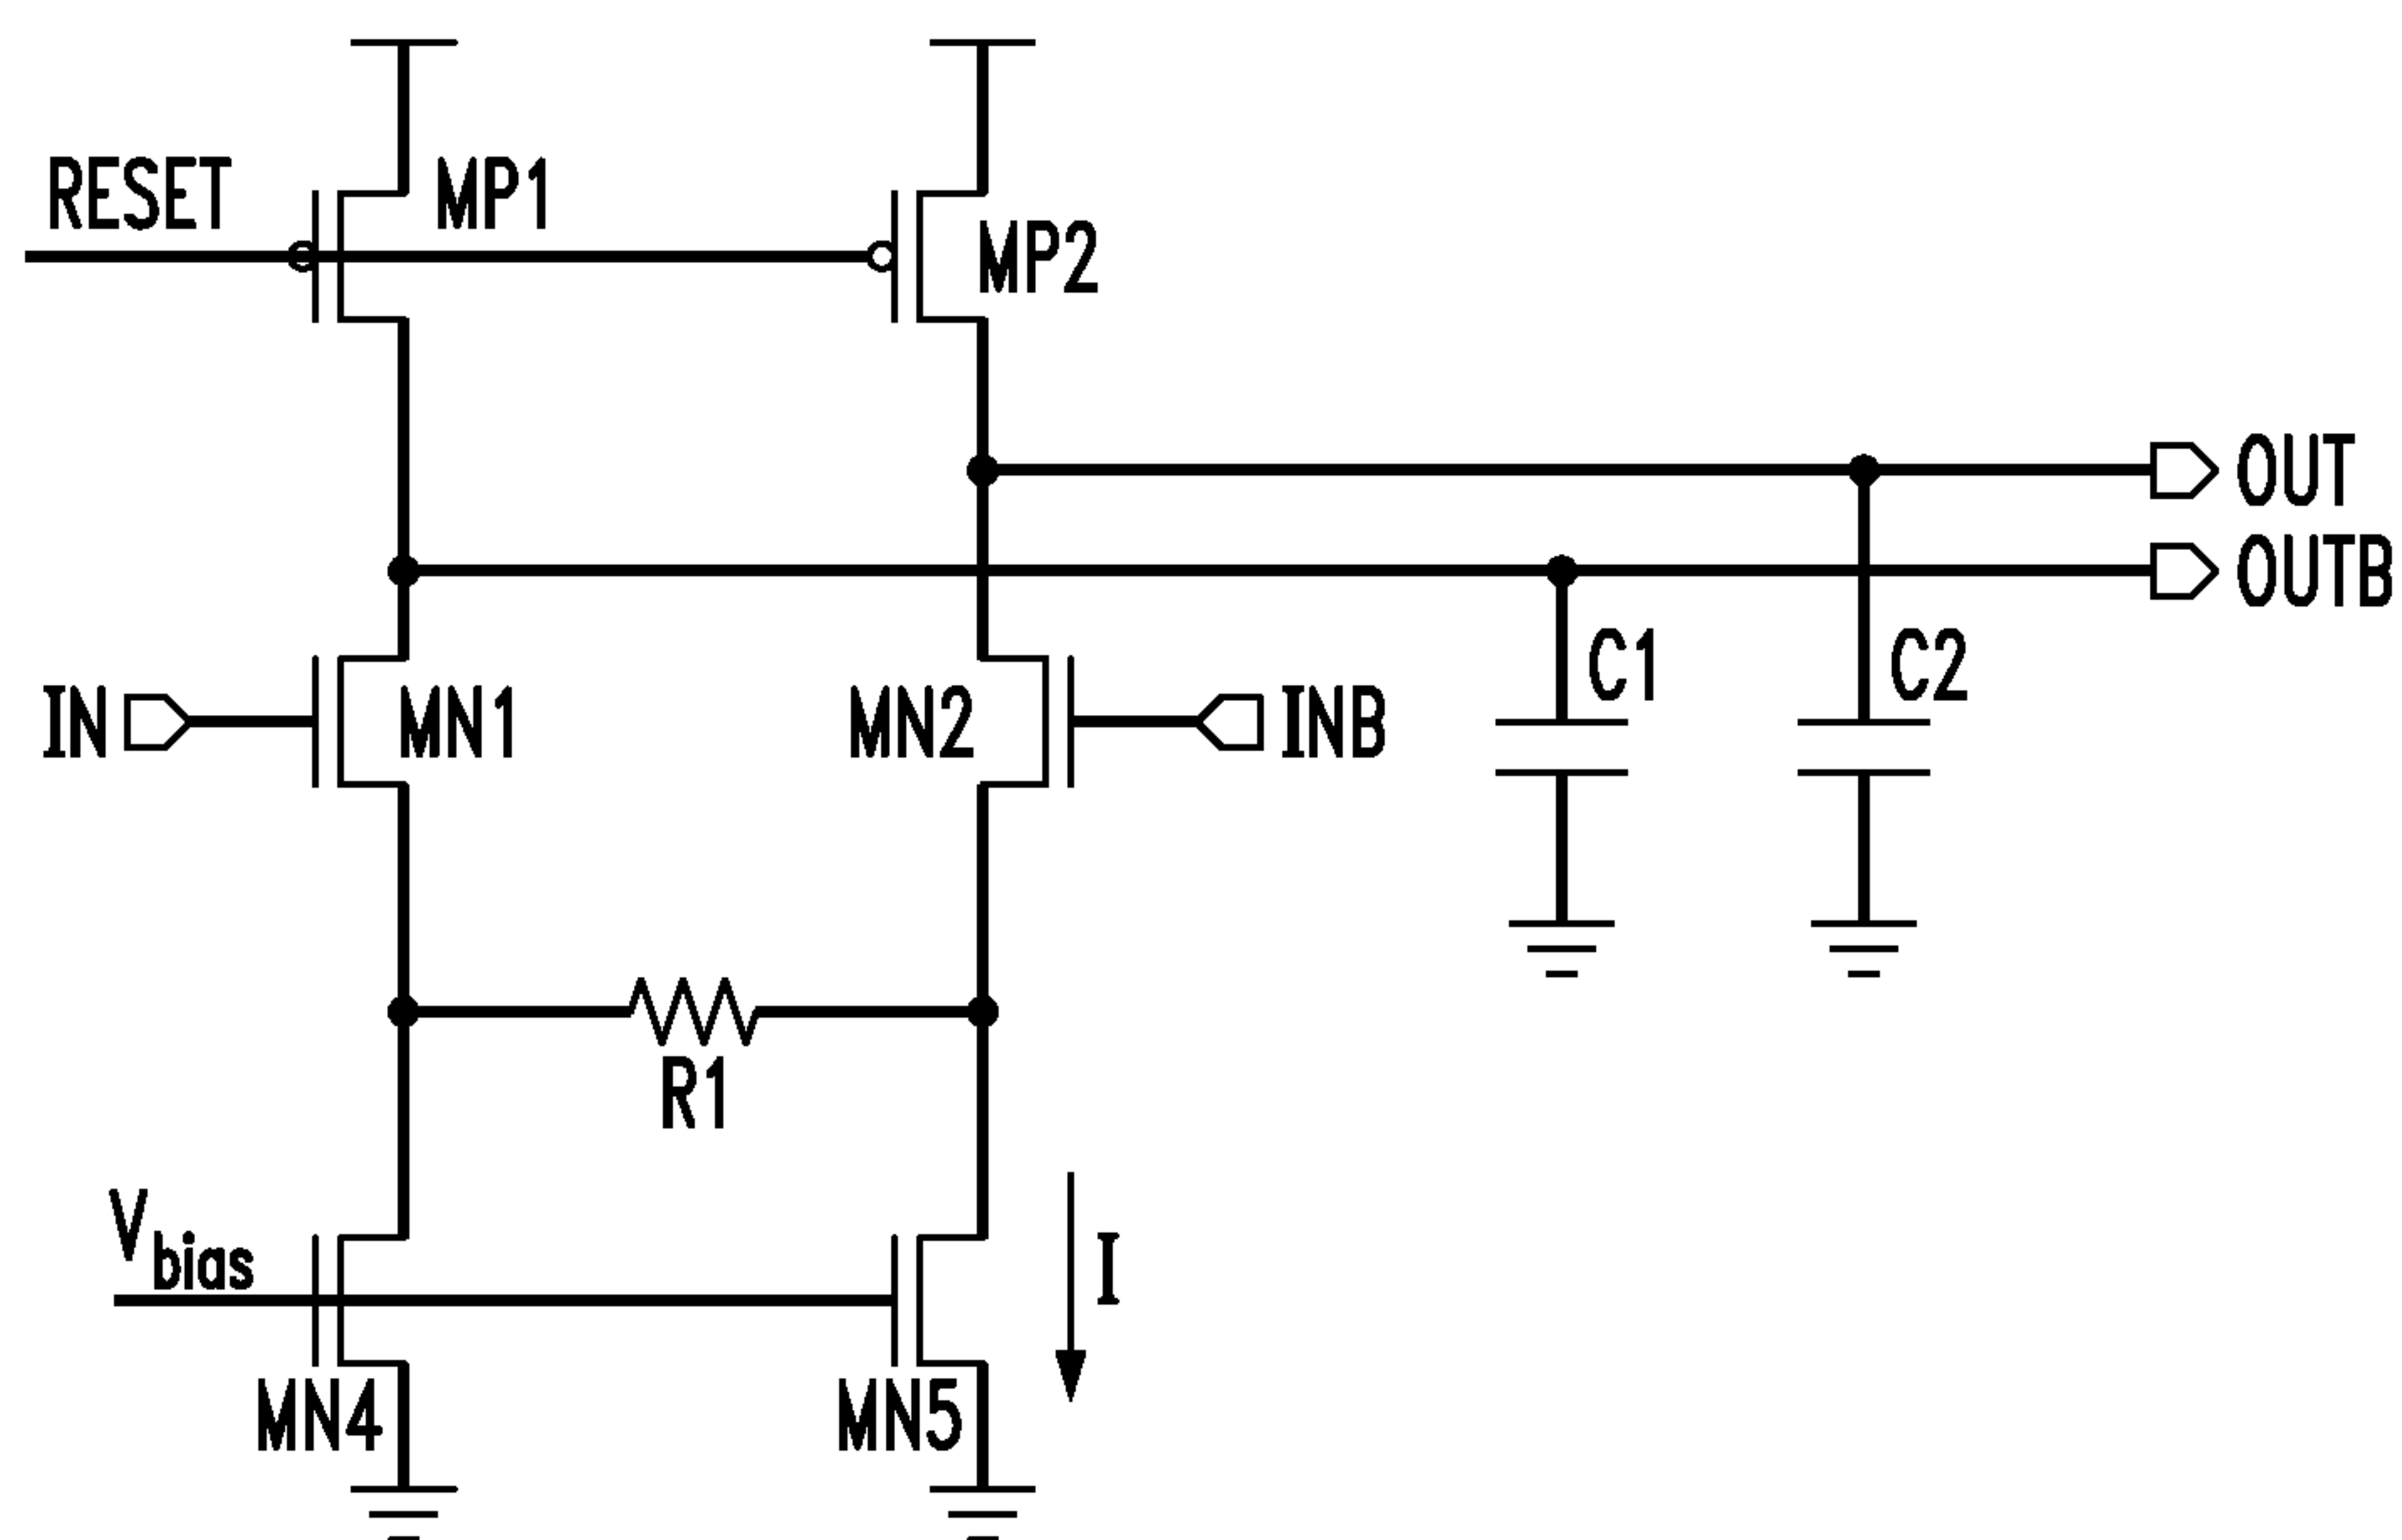 RESET
MP1
MP2
OUT
OUTB
C1
C2
IN
MN1
MN2
INB
R1
Vbias
I
MN4
MN5